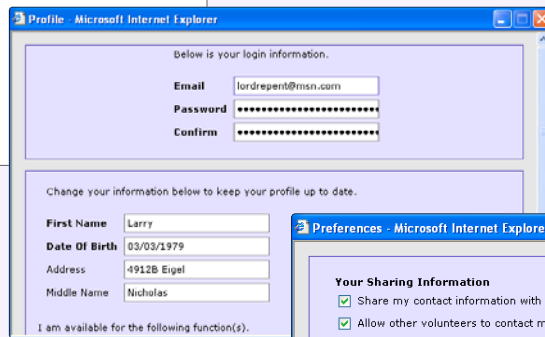 Profile - Microsoft Internet Explorer
Below is your login information.
Email lordrepent@msn.com
Password ••••••••••••••••••••••••
Confirm ••••••••••••••••••••••••
Change your information below to keep your profile up to date.
First Name Larry
Date Of Birth 03/03/1979
Address 4912B Eigel
Middle Name Nicholas
I am available for the following function(s).
Preferences - Microsoft Internet Explore
Your Sharing Information
Share my contact information with
Allow other volunteers to contact m